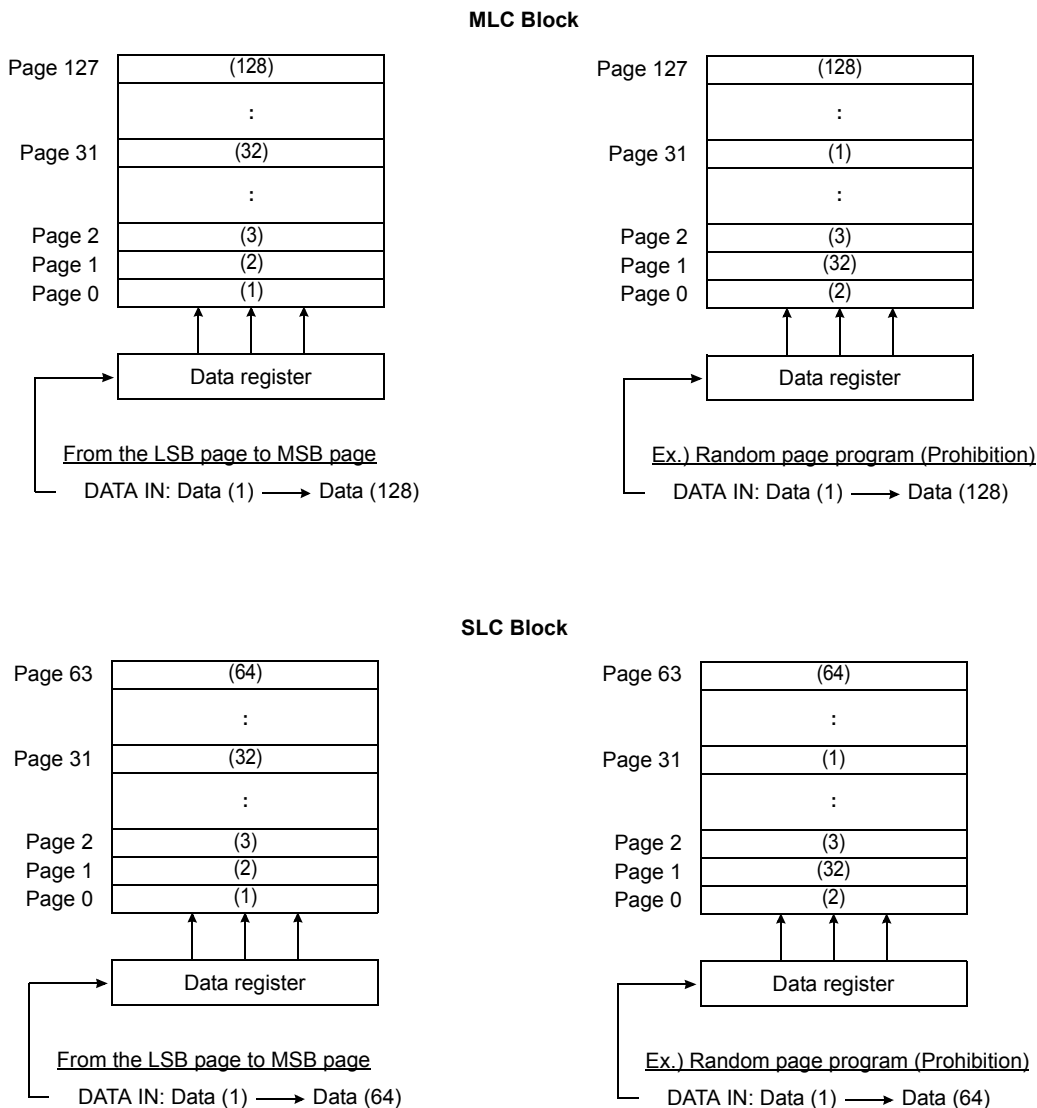 MLC Block
Page 127 (128)
:
Page 31 (32)
:
Page 2 (3)
Page 1 (2)
Page 0 (1)
Data register
From the LSB page to MSB page
DATA IN: Data (1) Data (128)
Page 127 (128)
:
Page 31 (1)
:
Page 2 (3)
Page 1 (32)
Page 0 (2)
Data register
Ex.) Random page program (Prohibition)
DATA IN: Data (1) Data (128)
SLC Block
Page 63 (64)
:
Page 31 (32)
:
Page 2 (3)
Page 1 (2)
Page 0 (1)
Data register
From the LSB page to MSB page
DATA IN: Data (1) Data (64)
Page 63 (64)
:
Page 31 (1)
:
Page 2 (3)
Page 1 (32)
Page 0 (2)
Data register
Ex.) Random page program (Prohibition)
DATA IN: Data (1) Data (64)